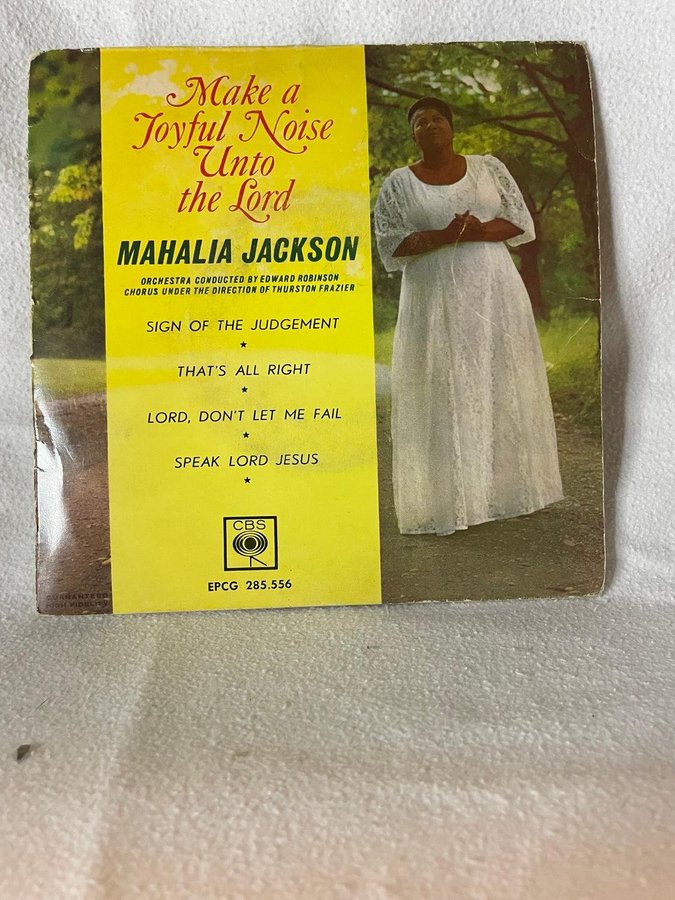 Make a
Joyful Noise
Unto
the Lord
MAHALIA JACKSON
ORCHESTRA CONDUCTED BY EDWARD ROBINSON
CHORUS UNDER THE DIRECTION OF THURSTON FRAZIER
SIGN OF THE JUDGEMENT
THAT'S ALL RIGHT
LORD, DON'T LET ME FAIL
SPEAK LORD JESUS
CBS
EPCG 285.556
GUARANTEED
HIGH FIDELITY